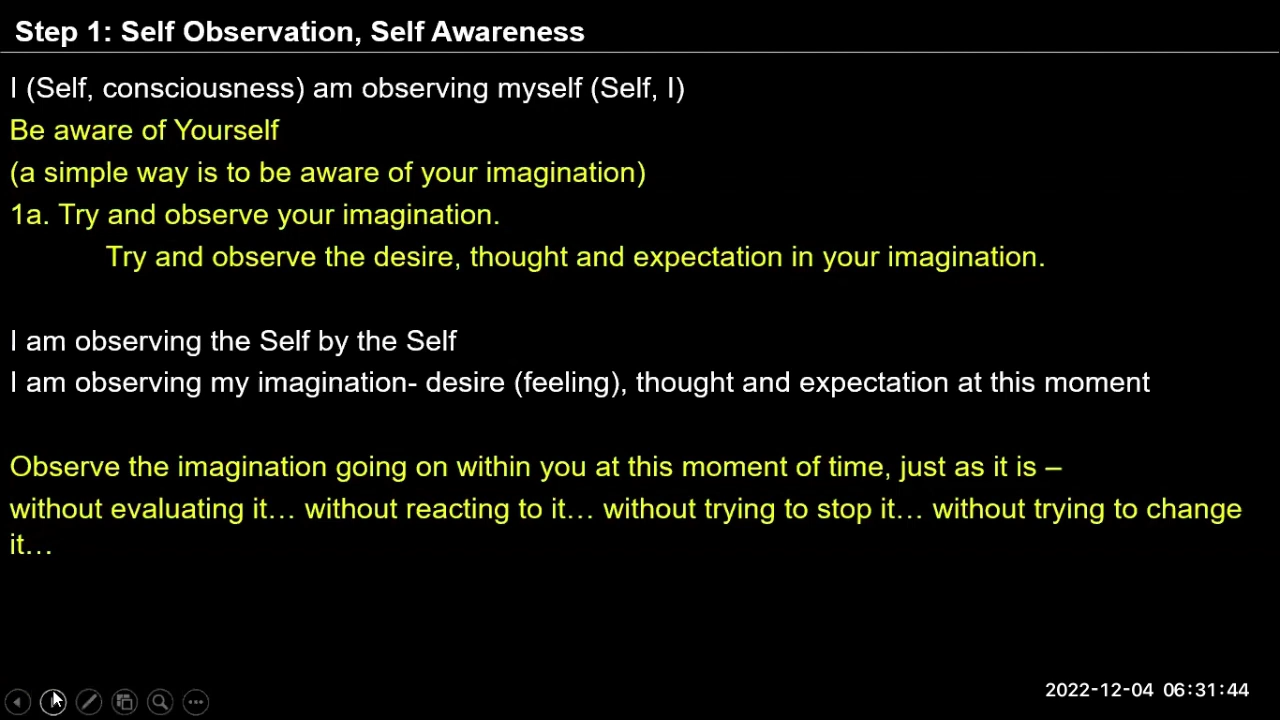 Step 1: Self Observation, Self Awareness
I (Self, consciousness) am observing myself (Self, I)
Be aware of Yourself
(a simple way is to be aware of your imagination)
1a. Try and observe your imagination.
Try and observe the desire, thought and expectation in your imagination.
I am observing the Self by the Self
I am observing my imagination- desire (feeling), thought and expectation at this moment
Observe the imagination going on within you at this moment of time, just as it is –
without evaluating it… without reacting to it… without trying to stop it… without trying to change
it…
2022-12-04 06:31:44